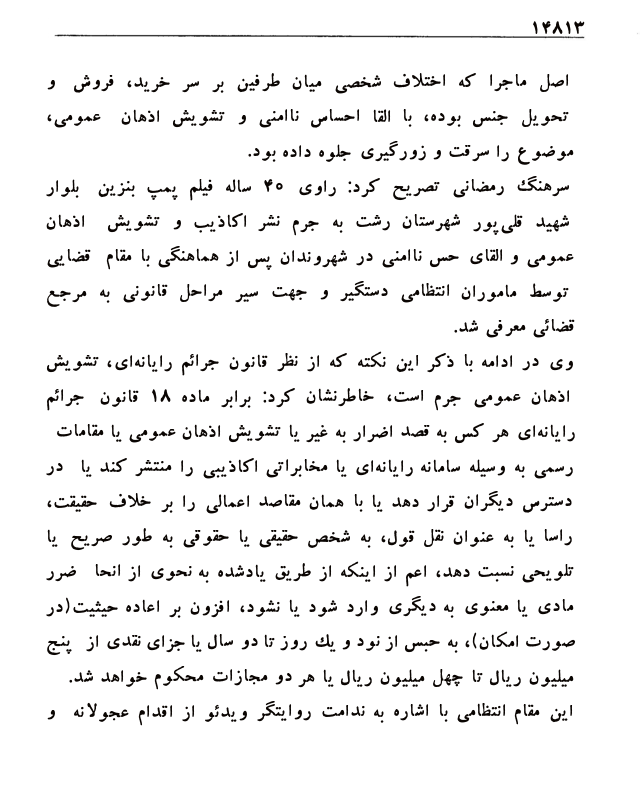 ۱۴۸۱۳
اصل ماجرا که اختلاف شخصی میان طرفین بر سر خرید، فروش و
تحویل جنس بوده، با القا احساس ناامنی و تشویش اذهان عمومی،
موضوع را سرقت و زورگیری جلوه داده بود.
سرهنگ رمضانی تصریح کرد: راوی ۴۰ ساله فیلم پمپ بنزین بلوار
شهید قلی‌پور شهرستان رشت به جرم نشر اکاذیب و تشویش اذهان
عمومی و القای حس ناامنی در شهروندان پس از هماهنگی با مقام قضایی
توسط ماموران انتظامی دستگیر و جهت سیر مراحل قانونی به مرجع
قضائی معرفی شد.
وی در ادامه با ذکر این نکته که از نظر قانون جرائم رایانه‌ای، تشویش
اذهان عمومی جرم است، خاطرنشان کرد: برابر ماده ۱۸ قانون جرائم
رایانه‌ای هر کس به قصد اضرار به غیر یا تشویش اذهان عمومی یا مقامات
رسمی به وسیله سامانه رایانه‌ای یا مخابراتی اکاذیبی را منتشر کند یا در
دسترس دیگران قرار دهد یا با همان مقاصد اعمالی را بر خلاف حقیقت،
راسا یا به عنوان نقل قول، به شخص حقیقی یا حقوقی به طور صریح یا
تلویحی نسبت دهد، اعم از اینکه از طریق یادشده به نحوی از انحا ضرر
مادی یا معنوی به دیگری وارد شود یا نشود، افزون بر اعاده حیثیت(در
صورت امکان)، به حبس از نود و یك روز تا دو سال یا جزای نقدی از پنج
میلیون ریال تا چهل میلیون ریال یا هر دو مجازات محکوم خواهد شد.
این مقام انتظامی با اشاره به ندامت روایتگر ویدئو از اقدام عجولانه و